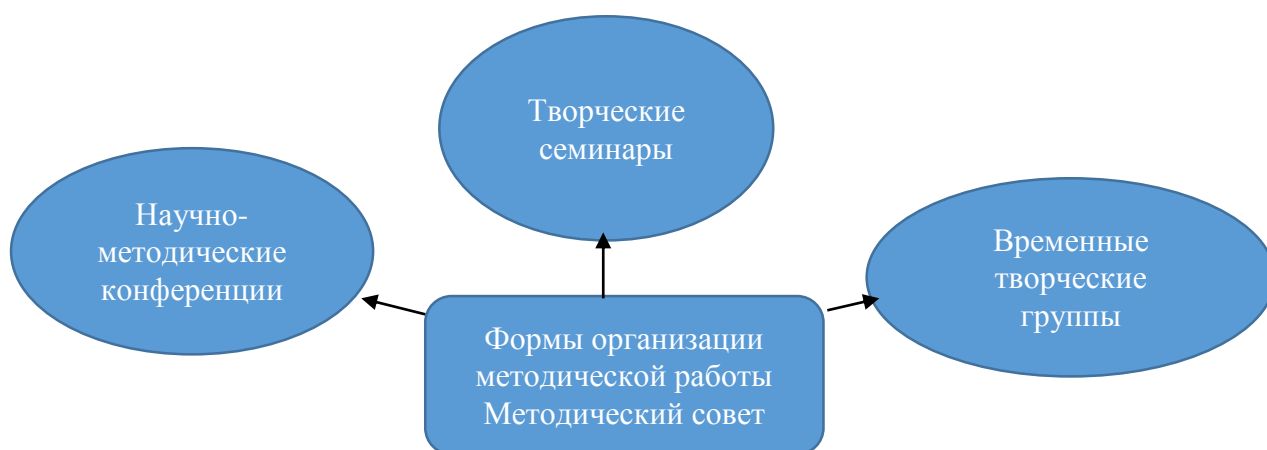 Творческие
семинары
Научно-
методические
конференции
Временные
творческие
группы
Формы организации
методической работы
Методический совет